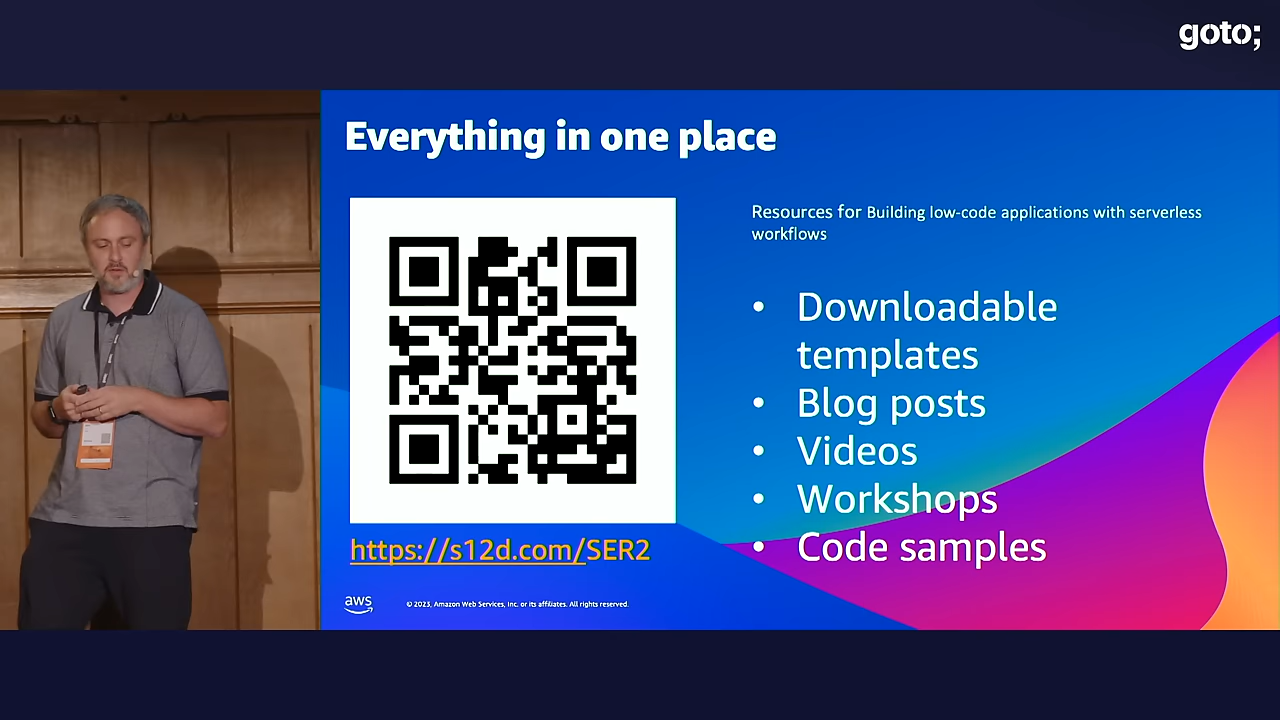 goto;
Everything in one place
Resources for Building low-code applications with serverless
workflows
• Downloadable
templates
• Blog posts
• Videos
• Workshops
• Code samples
https://s12d.com/SER2
aws
© 2023, Amazon Web Services, Inc. or its affiliates. All rights reserved.